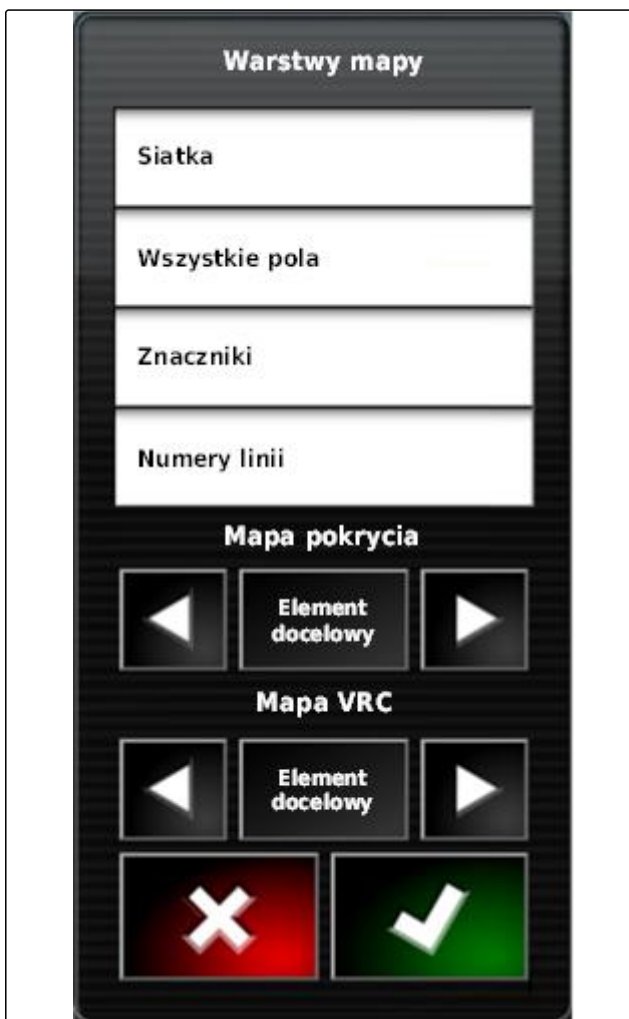 Warstwy mapy
Siatka
Wszystkie pola
Znaczniki
Numery linii
Mapa pokrycia
Element
docelowy
Mapa VRC
Element
docelowy